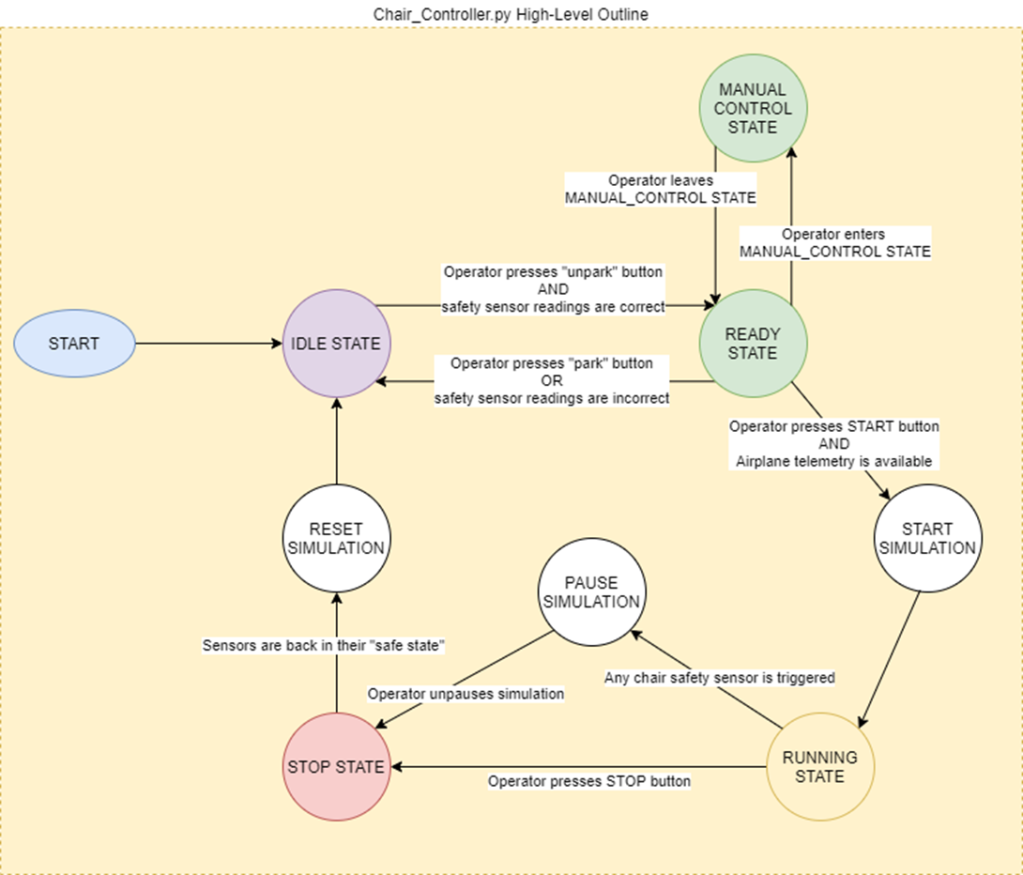 Chair_Controller.py High-Level Outline
MANUAL
CONTROL
STATE
Operator leaves
MANUAL_CONTROL STATE
Operator enters
MANUAL_CONTROL STATE
Operator presses "unpark" button
AND
safety sensor readings are correct
START
IDLE STATE
READY
STATE
Operator presses "park" button
OR
safety sensor readings are incorrect
Operator presses START button
AND
Airplane telemetry is available
RESET
SIMULATION
START
SIMULATION
PAUSE
SIMULATION
Sensors are back in their "safe state"
Any chair safety sensor is triggered
Operator unpauses simulation
STOP STATE
RUNNING
STATE
Operator presses STOP button